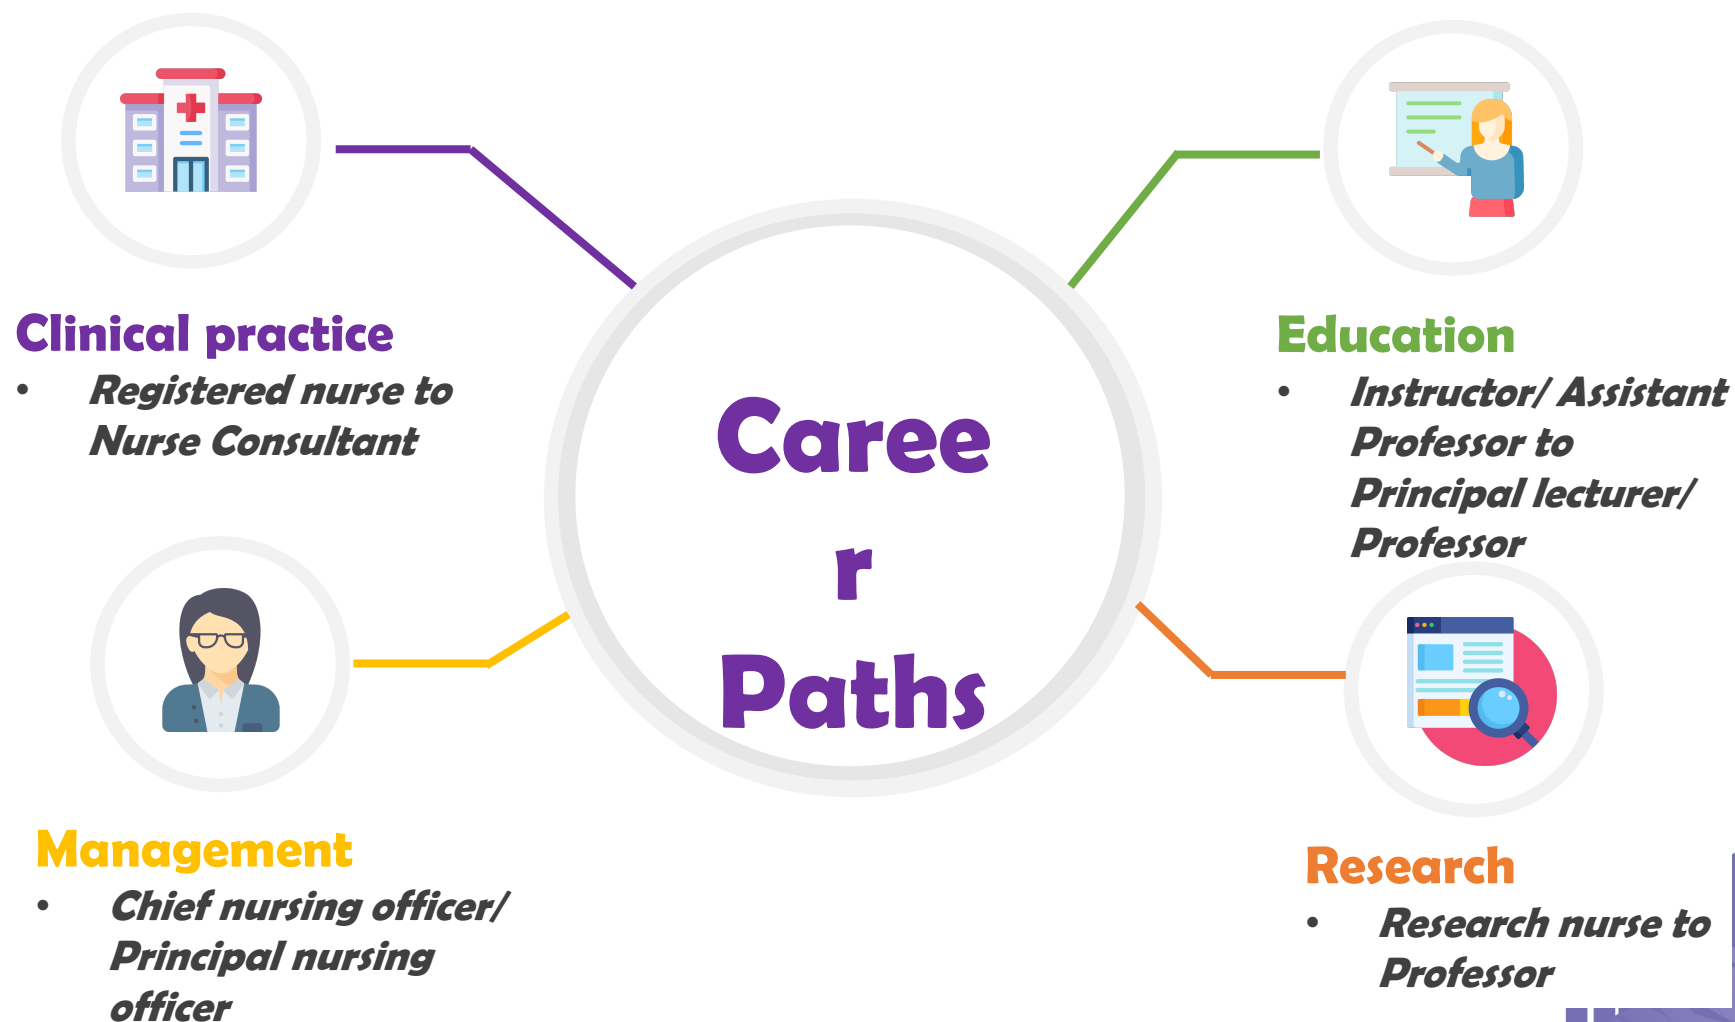 Clinical practice
• Registered nurse to
Nurse Consultant
Management
• Chief nursing officer/
Principal nursing
officer
Caree
r
Paths
Education
• Instructor/ Assistant
Professor to
Principal lecturer/
Professor
Research
• Research nurse to
Professor